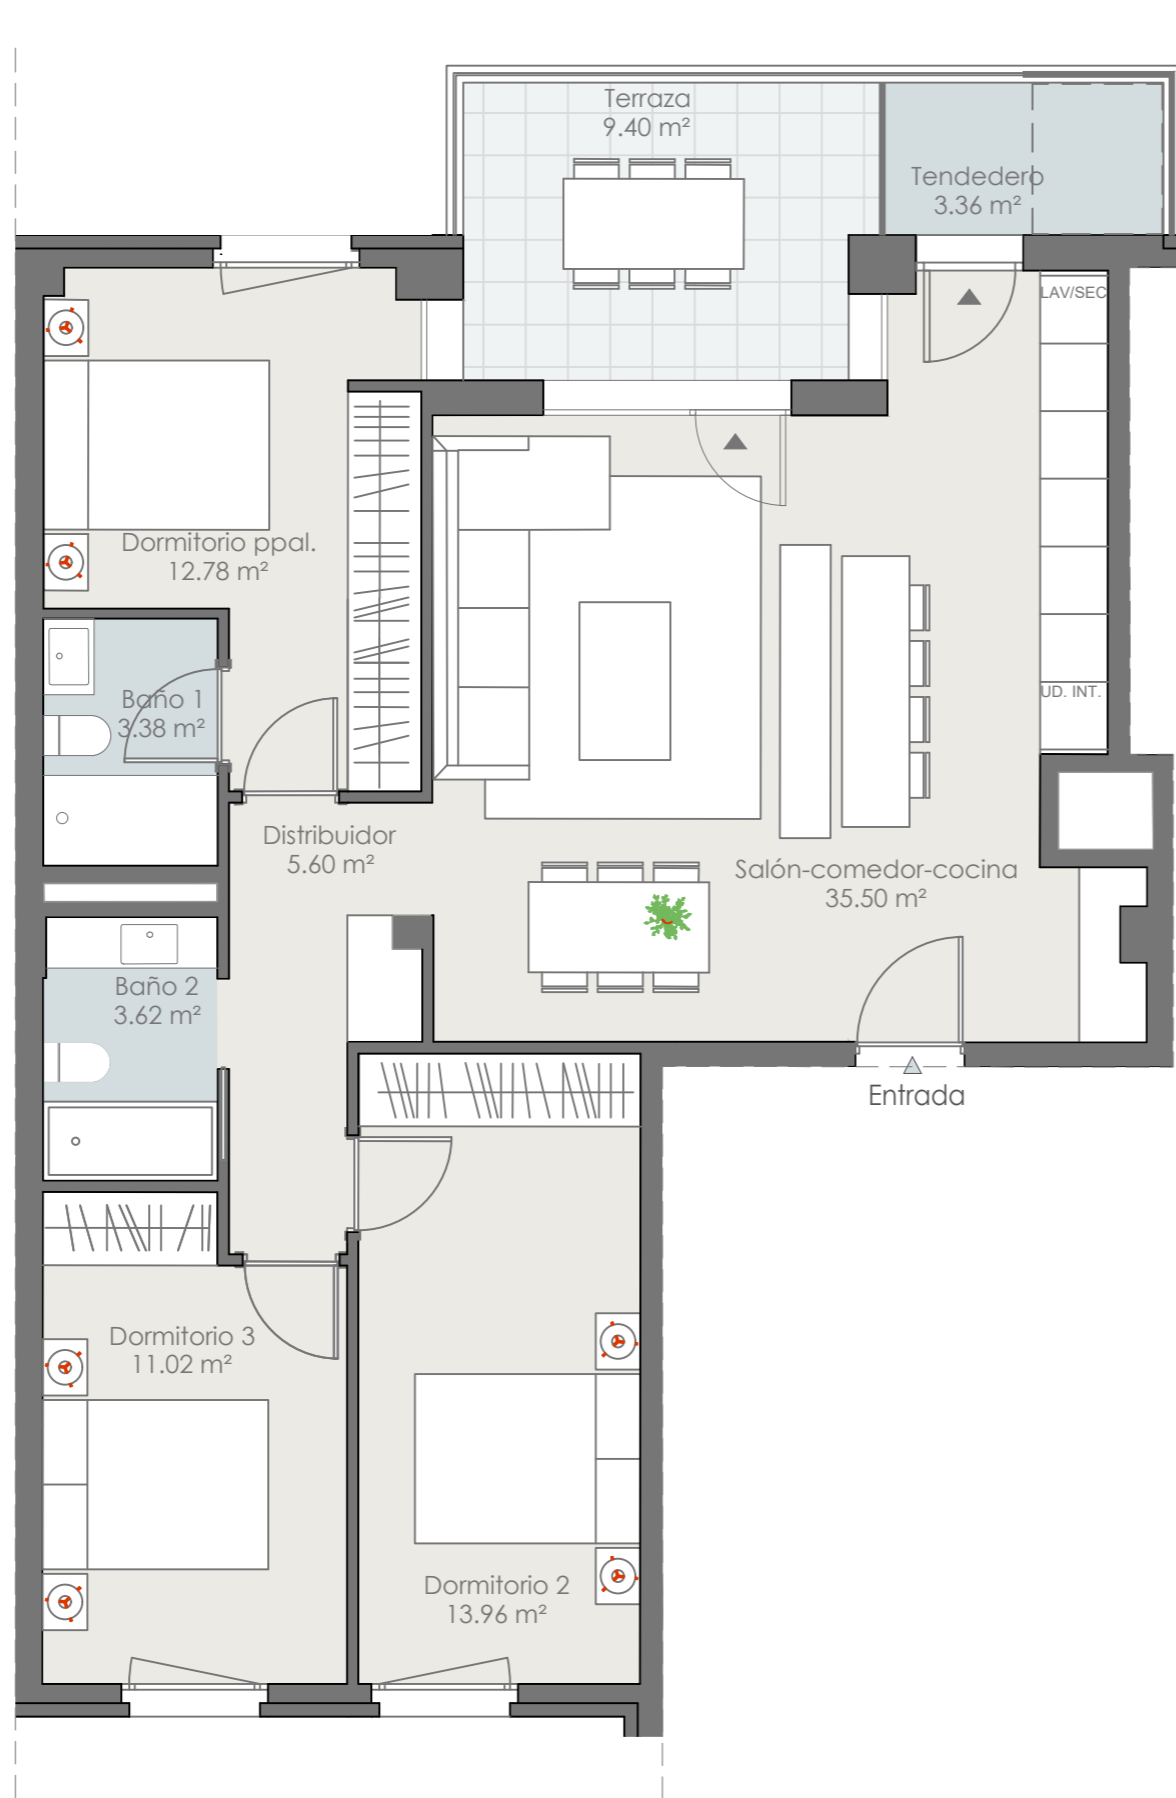 Terraza
9.40 m²
Tendedero
3.36 m²
LAV/SEC
Dormitorio ppal.
12.78 m²
Baño 1
3.38 m²
UD. INT.
Distribuidor
5.60 m²
Salón-comedor-cocina
35.50 m²
Baño 2
3.62 m²
Entrada
Dormitorio 3
11.02 m²
Dormitorio 2
13.96 m²